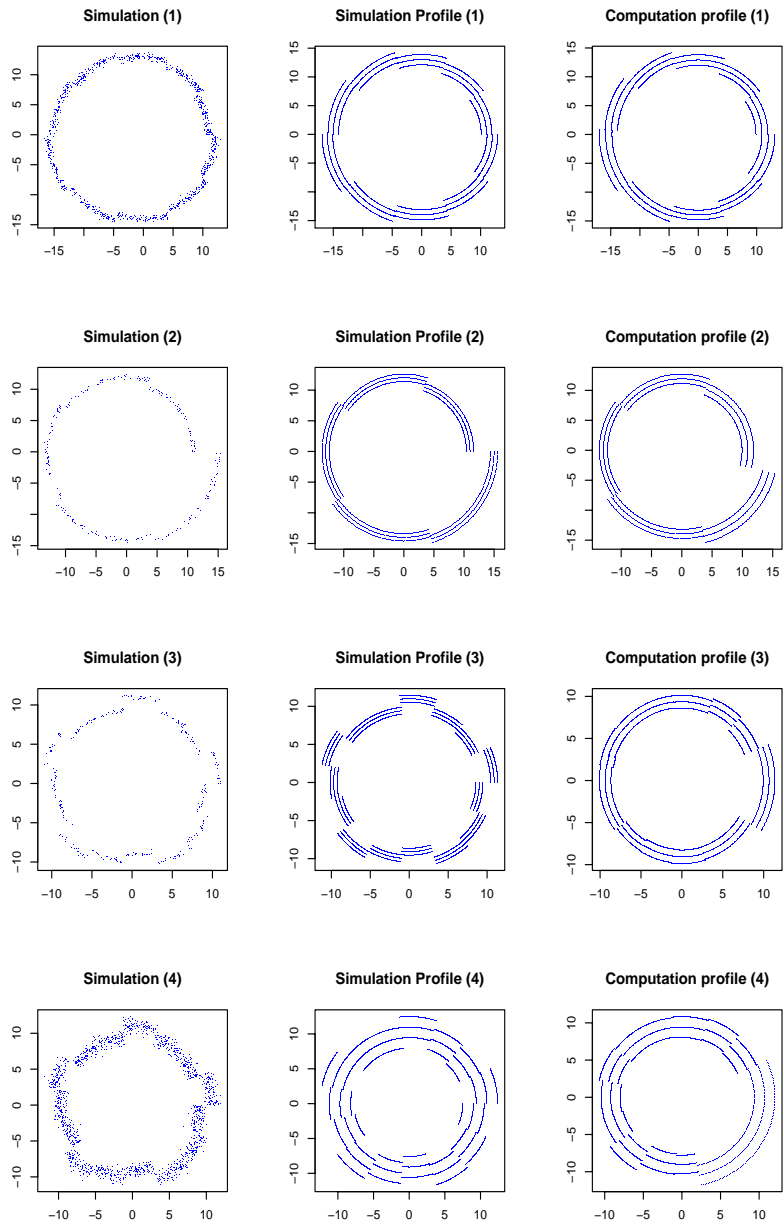 Simulation (1)
10
5
0
−5
−15
−15 −5 0 5 10
Simulation Profile (1)
15
10
5
0
−5
−15
−15 −5 0 5 10
Computation profile (1)
15
10
5
0
−5
−15
−15 −5 0 5 10
Simulation (2)
10
5
0
−5
−15
−10 −5 0 5 10 15
Simulation Profile (2)
10
5
0
−5
−15
−10 −5 0 5 10 15
Computation profile (2)
10
5
0
−5
−15
−10 −5 0 5 10 15
Simulation (3)
10
5
0
−5
−10
−10 −5 0 5 10
Simulation Profile (3)
10
5
0
−5
−10
−10 −5 0 5 10
Computation profile (3)
10
5
0
−5
−10
−10 −5 0 5 10
Simulation (4)
10
5
0
−5
−10
−10 −5 0 5 10
Simulation Profile (4)
10
5
0
−5
−10
−10 −5 0 5 10
Computation profile (4)
10
5
0
−5
−10
−10 −5 0 5 10